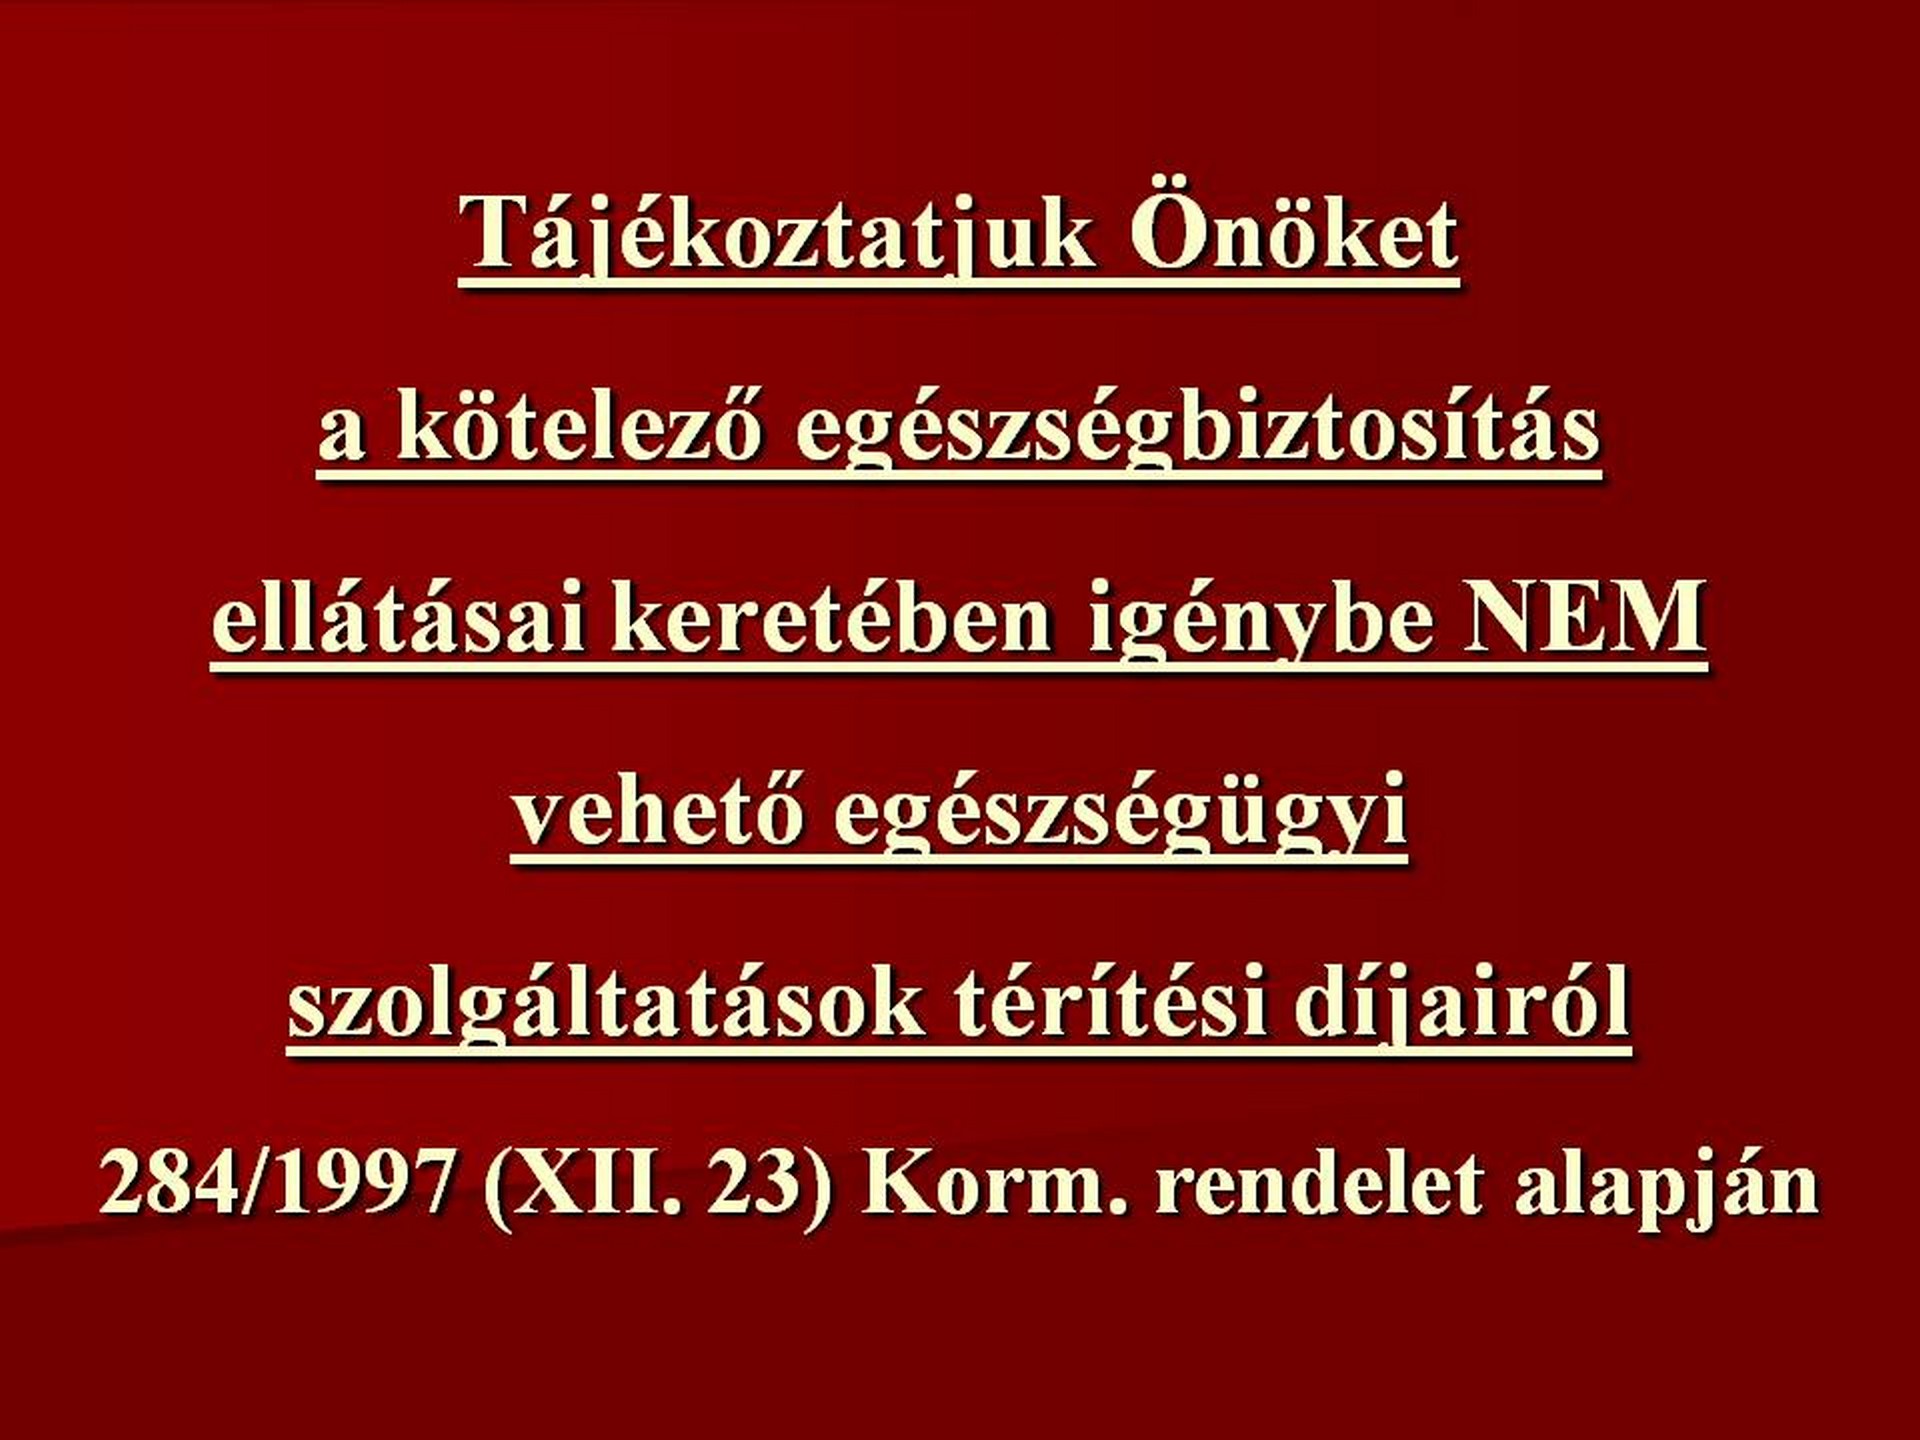 Tájékoztatjuk Önöket
a kötelező egészségbiztosítás
ellátásai keretében igénybe NEM
vehető egészségügyi
szolgáltatások térítési díjairól
284/1997 (XII. 23) Korm. rendelet alapján